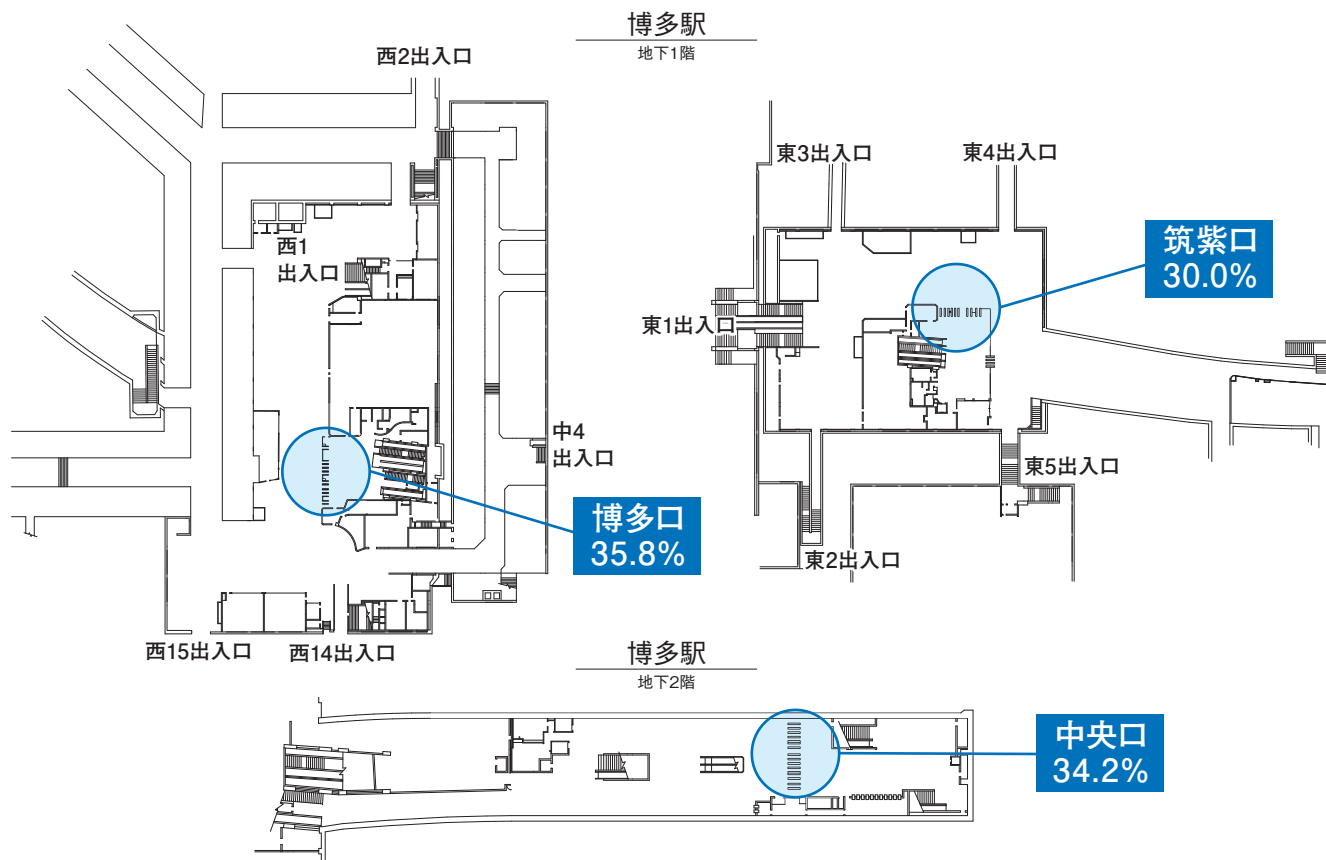 博多駅
地下1階
西2出入口
西1
出入口
中4
出入口
博多口
35.8%
西15出入口
西14出入口
東3出入口
東4出入口
筑紫口
30.0%
東1出入口
東5出入口
東2出入口
博多駅
地下2階
中央口
34.2%